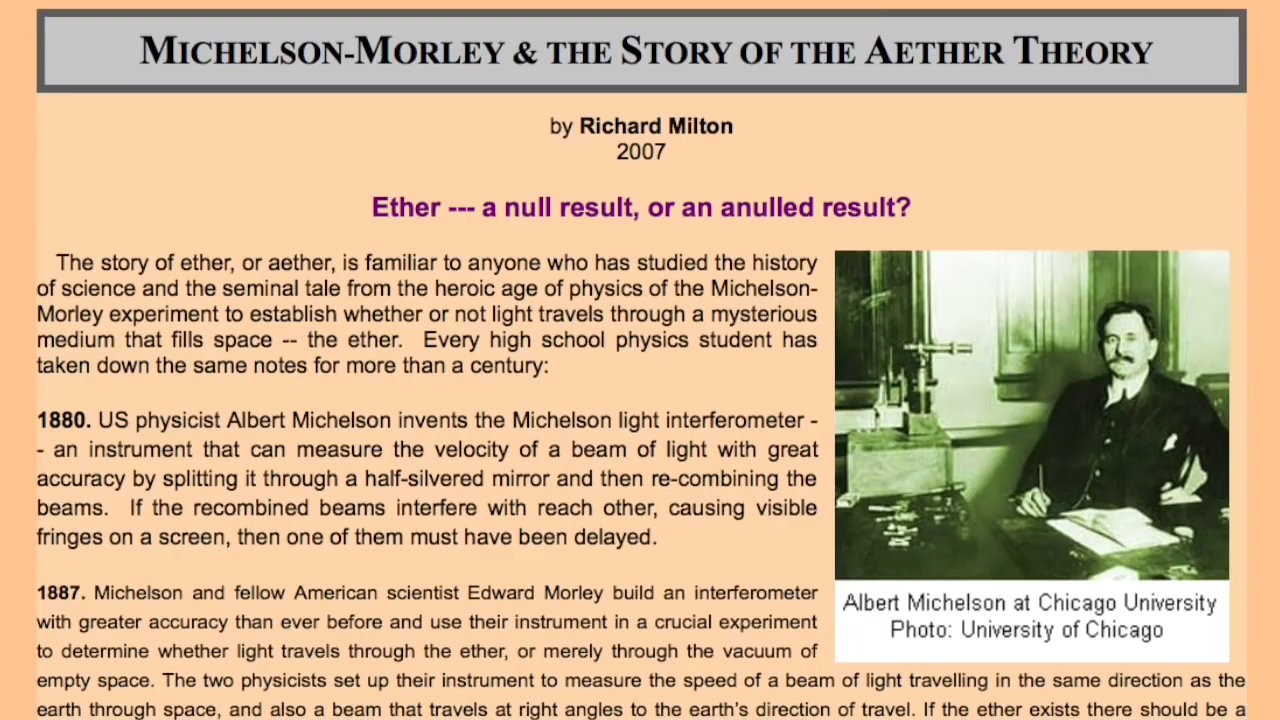 MICHELSON-MORLEY & THE STORY OF THE AETHER THEORY
by Richard Milton
2007
Ether --- a null result, or an anulled result?
The story of ether, or aether, is familiar to anyone who has studied the history
of science and the seminal tale from the heroic age of physics of the Michelson-
Morley experiment to establish whether or not light travels through a mysterious
medium that fills space -- the ether. Every high school physics student has
taken down the same notes for more than a century:
1880. US physicist Albert Michelson invents the Michelson light interferometer -
- an instrument that can measure the velocity of a beam of light with great
accuracy by splitting it through a half-silvered mirror and then re-combining the
beams. If the recombined beams interfere with reach other, causing visible
fringes on a screen, then one of them must have been delayed.
1887. Michelson and fellow American scientist Edward Morley build an interferometer
with greater accuracy than ever before and use their instrument in a crucial experiment
to determine whether light travels through the ether, or merely through the vacuum of
empty space. The two physicists set up their instrument to measure the speed of a beam of light travelling in the same direction as the
earth through space, and also a beam that travels at right angles to the earth's direction of travel. If the ether exists there should be a
Albert Michelson at Chicago University
Photo: University of Chicago